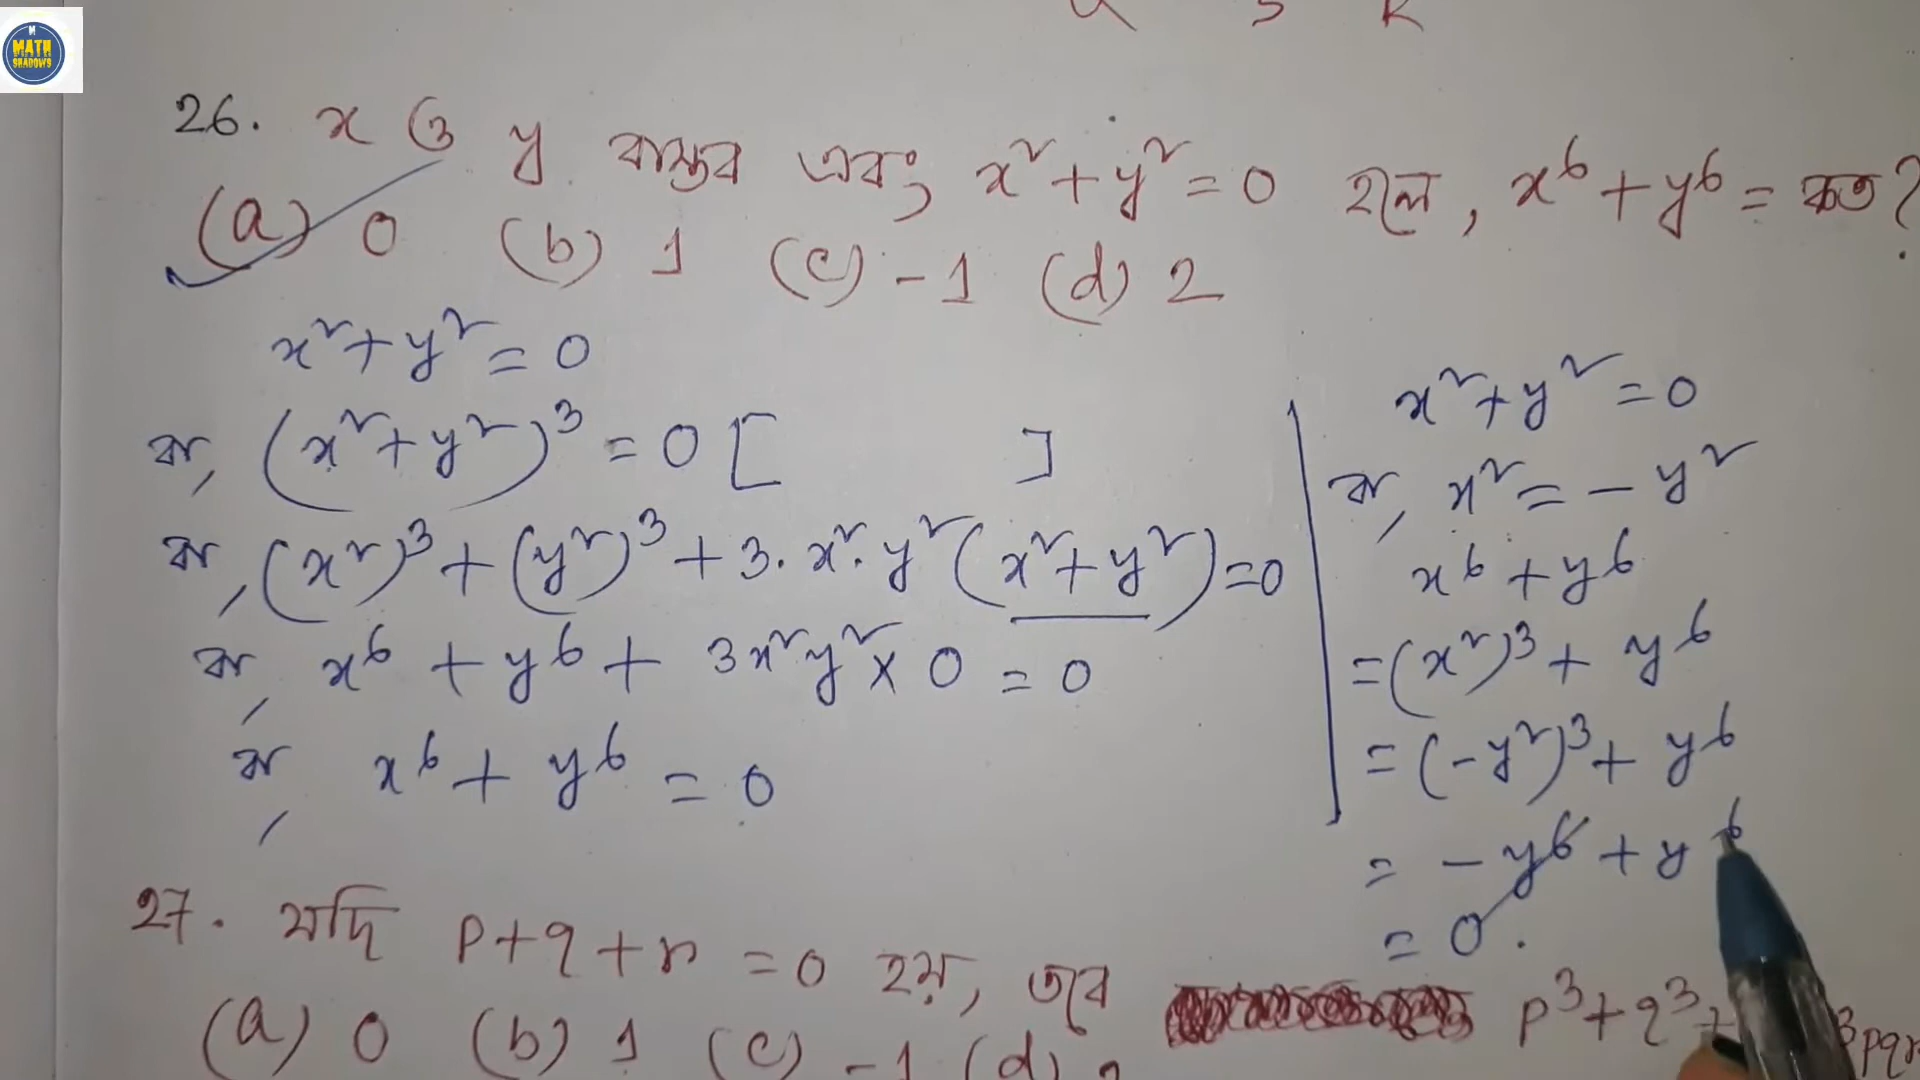 M
MATH
SHADOWS
26. x ও y বাস্তব এবং x² + y² = 0 হলে, x⁶ + y⁶ = কত?
(a) 0 (b) 1 (c) -1 (d) 2
x² + y² = 0
বা, (x² + y²)³ = 0 [ ]
বা, (x²)³ + (y²)³ + 3. x². y² (x² + y²) = 0
বা, x⁶ + y⁶ + 3x²y² × 0 = 0
বা, x⁶ + y⁶ = 0
x² + y² = 0
বা, x² = - y²
x⁶ + y⁶
= (x²)³ + y⁶
= (-y²)³ + y⁶
= - y⁶ + y⁶
= 0.
27. যদি p + q + r = 0 হয়, তবে p³ + q³ + 3pqr
(a) 0 (b) 1 (c) -1 (d)